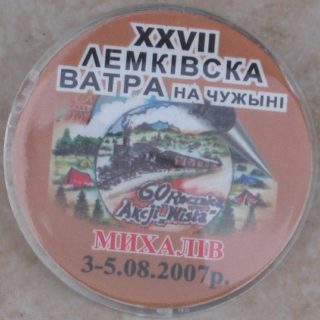 XXVII
ЛЕМКІВСКА
ВАТРА НА ЧУЖЫНІ
60 Rocznica
Akcji „Wisła”
МИХАЛІВ
3-5.08.2007р.